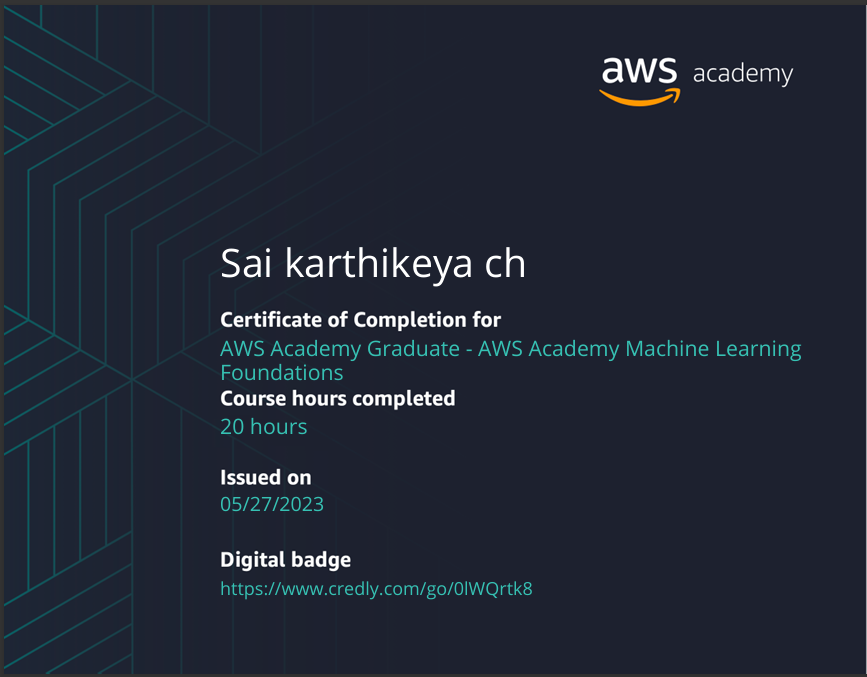 aws academy
Sai karthikeya ch
Certificate of Completion for
AWS Academy Graduate - AWS Academy Machine Learning
Foundations
Course hours completed
20 hours
Issued on
05/27/2023
Digital badge
https://www.credly.com/go/0lWQrtk8